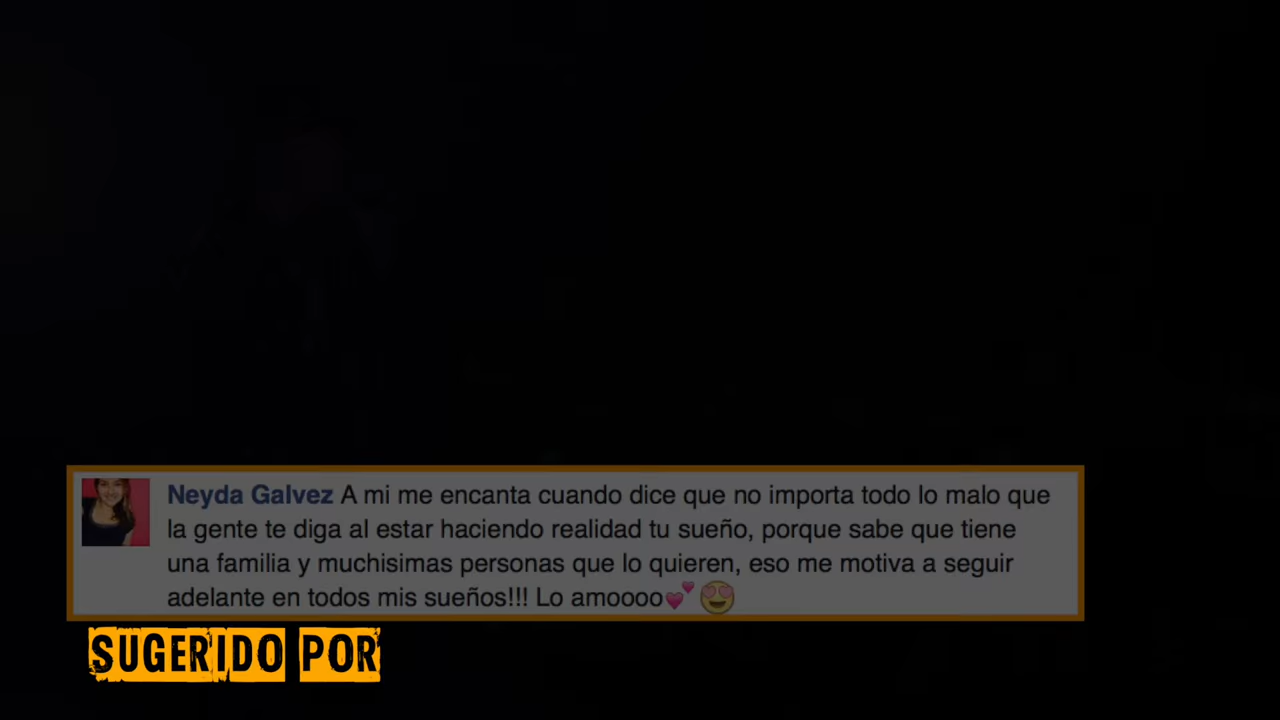 Neyda Galvez A mi me encanta cuando dice que no importa todo lo malo que
la gente te diga al estar haciendo realidad tu sueño, porque sabe que tiene
una familia y muchisimas personas que lo quieren, eso me motiva a seguir
adelante en todos mis sueños!!! Lo amoooo💕😍
SUGERIDO POR